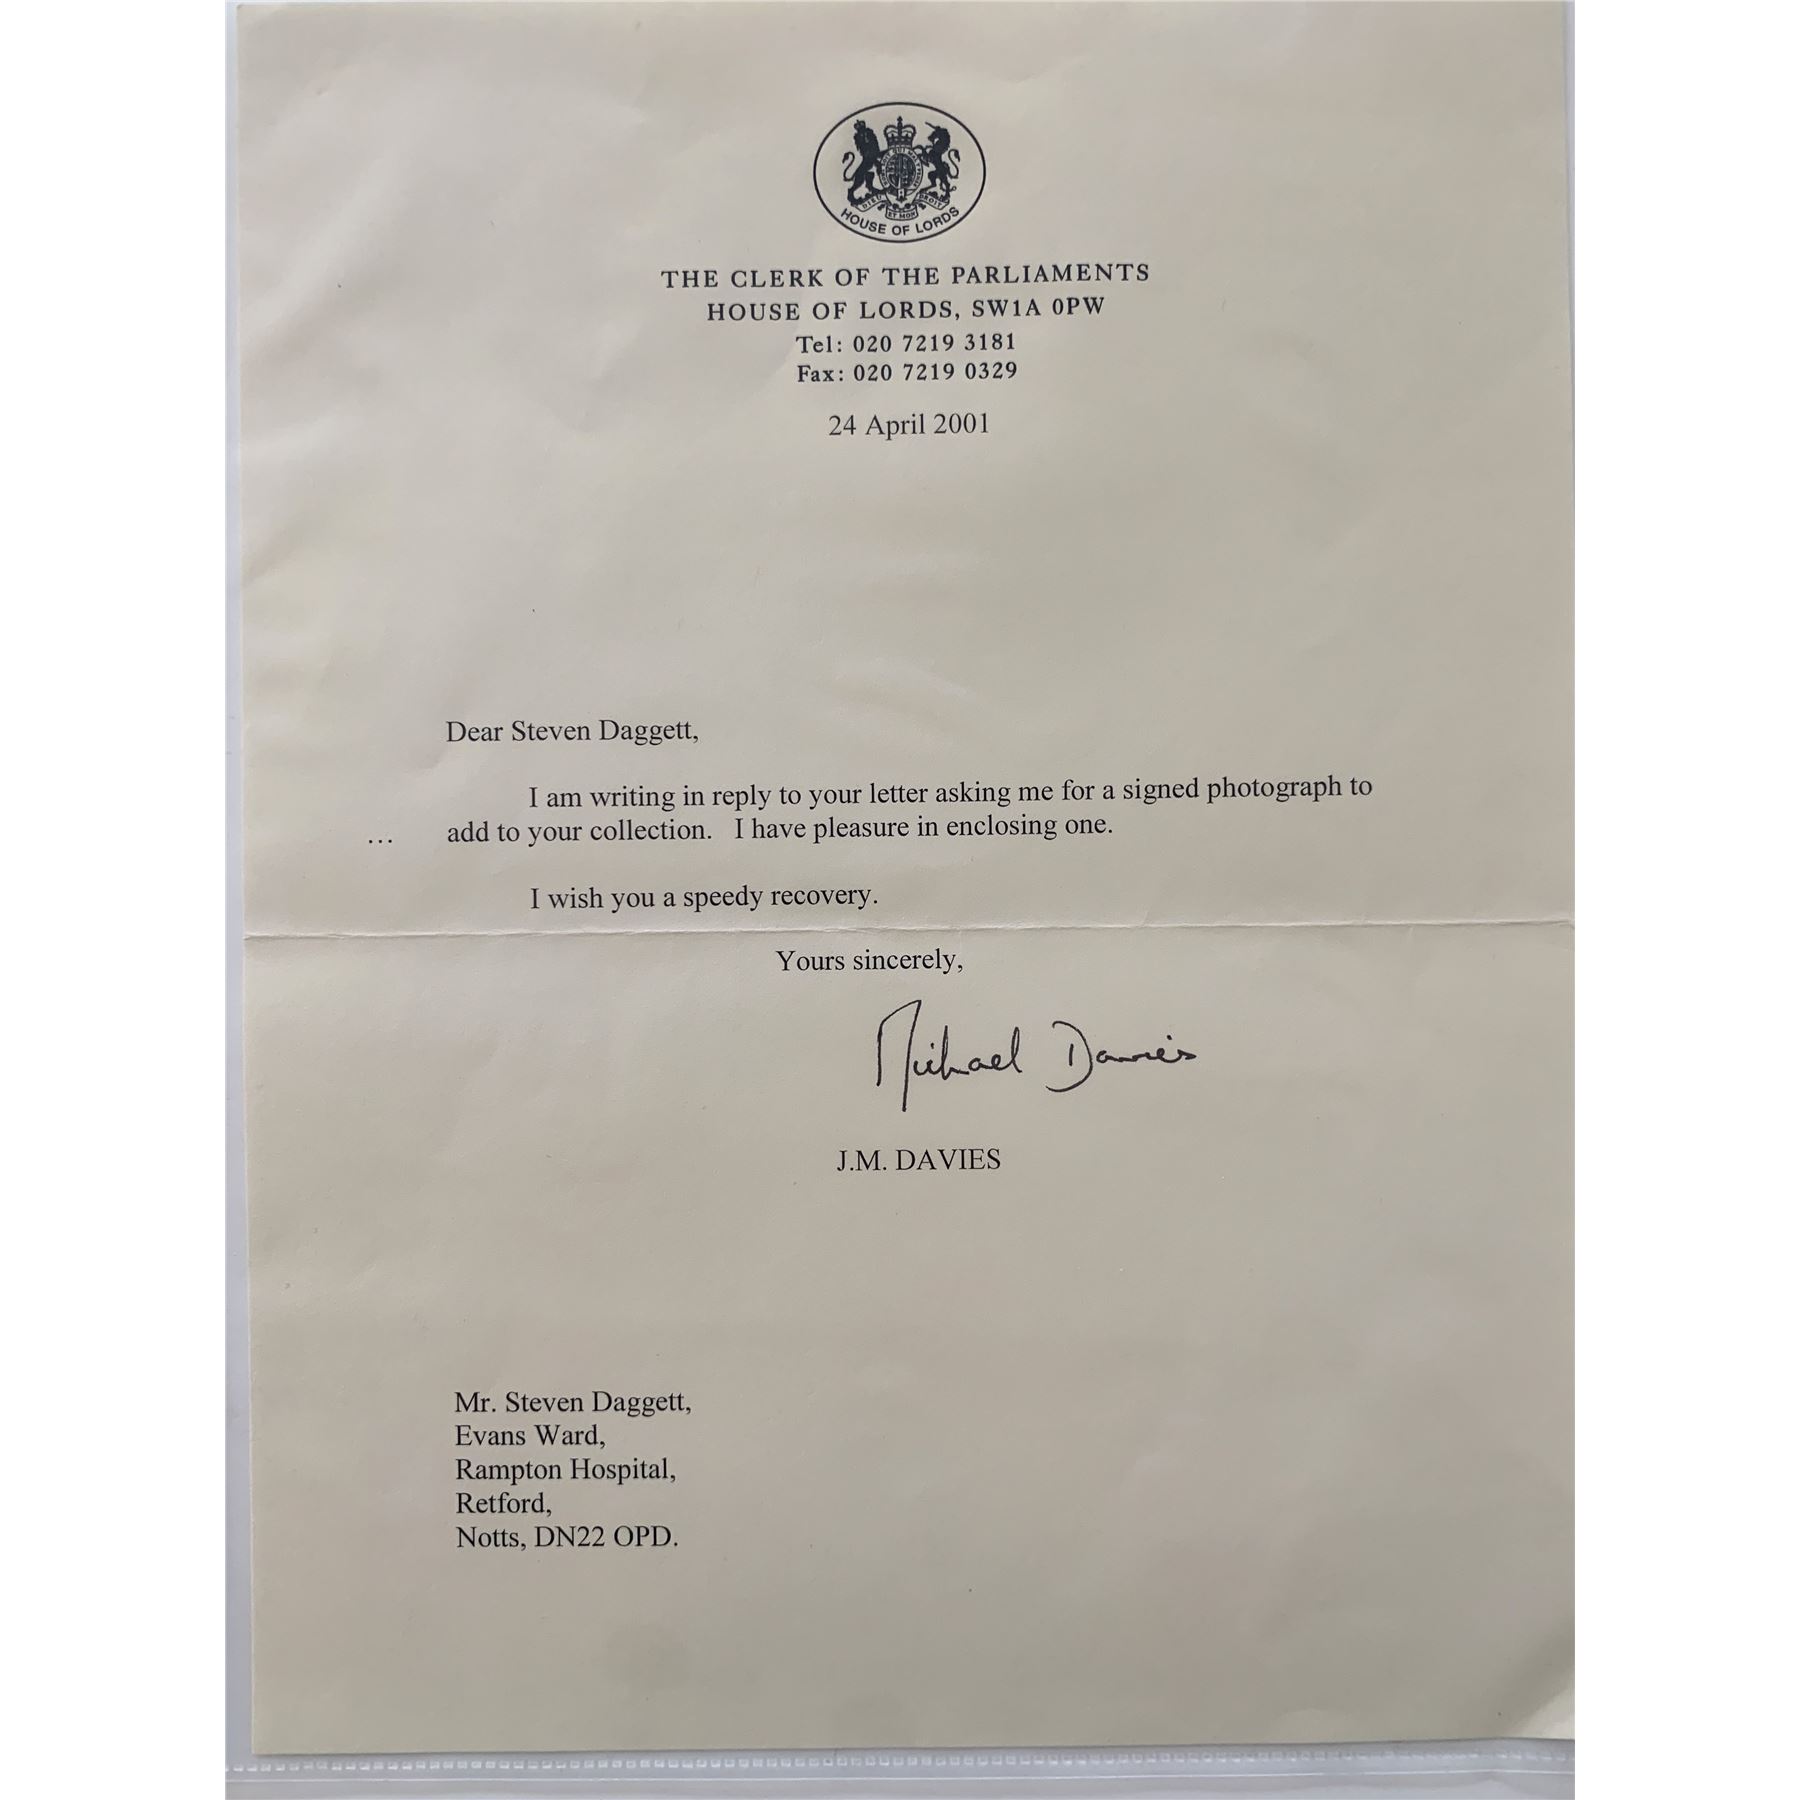 HOUSE OF LORDS
THE CLERK OF THE PARLIAMENTS
HOUSE OF LORDS, SW1A 0PW
Tel: 020 7219 3181
Fax: 020 7219 0329
24 April 2001
Dear Steven Daggett,
I am writing in reply to your letter asking me for a signed photograph to
... add to your collection. I have pleasure in enclosing one.
I wish you a speedy recovery.
Yours sincerely,
Michael Davies
J.M. DAVIES
Mr. Steven Daggett,
Evans Ward,
Rampton Hospital,
Retford,
Notts, DN22 OPD.